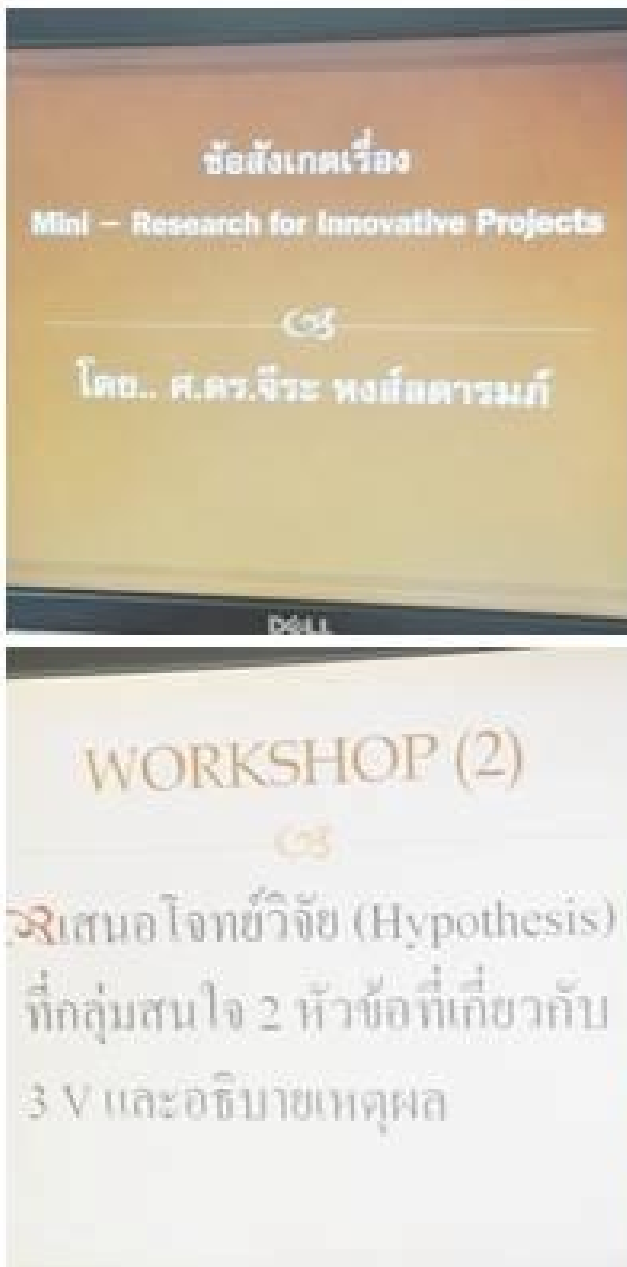 ข้อสังเกตเรื่อง
Mini – Research for Innovative Projects
โดย.. ศ.ดร.จีระ หงส์ลดารมภ์
DELL
WORKSHOP (2)
เสนอโจทย์วิจัย (Hypothesis)
ที่กลุ่มสนใจ 2 หัวข้อที่เกี่ยวกับ
3 V และอธิบายเหตุผล